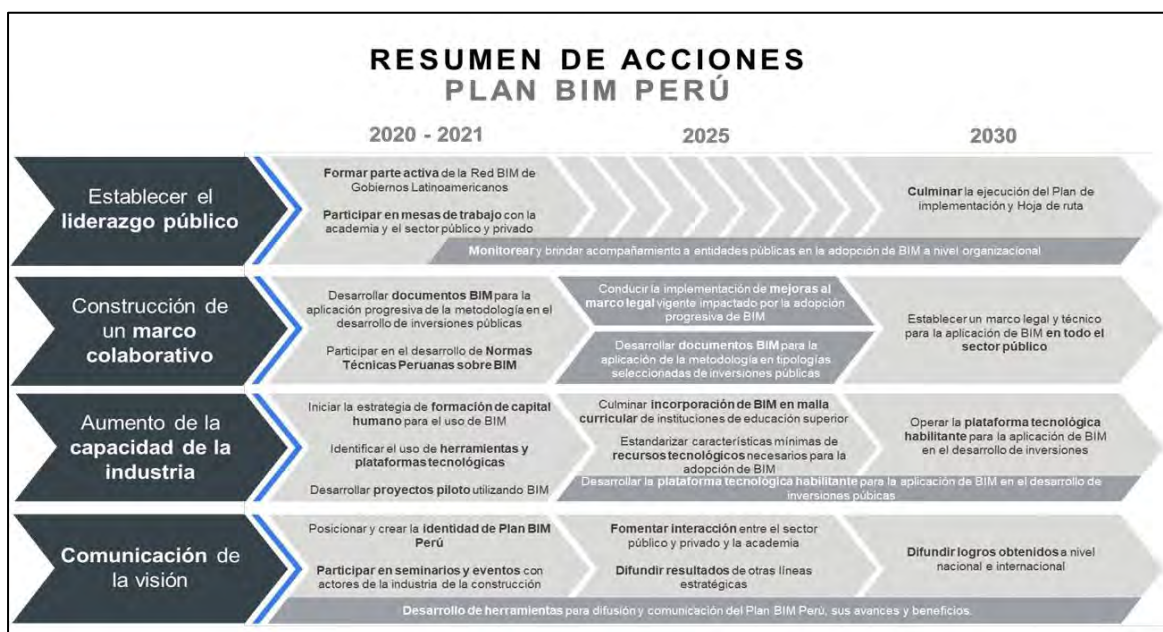 RESUMEN DE ACCIONES
PLAN BIM PERÚ
2020 - 2021
2025
2030
Establecer el
liderazgo público
Formar parte activa de la Red BIM de
Gobiernos Latinoamericanos
Participar en mesas de trabajo con la
academia y el sector público y privado
Culminar la ejecución del Plan de
implementación y Hoja de ruta
Monitorear y brindar acompañamiento a entidades públicas en la adopción de BIM a nivel organizacional
Construcción de
un marco
colaborativo
Desarrollar documentos BIM para la
aplicación progresiva de la metodología en el
desarrollo de inversiones públicas
Participar en el desarrollo de Normas
Técnicas Peruanas sobre BIM
Conducir la implementación de mejoras al
marco legal vigente impactado por la adopción
progresiva de BIM
Desarrollar documentos BIM para la
aplicación de la metodología en tipologías
seleccionadas de inversiones públicas
Establecer un marco legal y técnico
para la aplicación de BIM en todo el
sector público
Aumento de la
capacidad de la
industria
Iniciar la estrategia de formación de capital
humano para el uso de BIM
Identificar el uso de herramientas y
plataformas tecnológicas
Desarrollar proyectos piloto utilizando BIM
Culminar incorporación de BIM en malla
curricular de instituciones de educación superior
Estandarizar características mínimas de
recursos tecnológicos necesarios para la
adopción de BIM
Operar la plataforma tecnológica
habilitante para la aplicación de BIM
en el desarrollo de inversiones
Desarrollar la plataforma tecnológica habilitante para la aplicación de BIM en el desarrollo de
inversiones púbicas
Comunicación de
la visión
Posicionar y crear la identidad de Plan BIM
Perú
Participar en seminarios y eventos con
actores de la industria de la construcción
Fomentar interacción entre el sector
público y privado y la academia
Difundir resultados de otras líneas
estratégicas
Difundir logros obtenidos a nivel
nacional e internacional
Desarrollo de herramientas para difusión y comunicación del Plan BIM Perú, sus avances y beneficios.